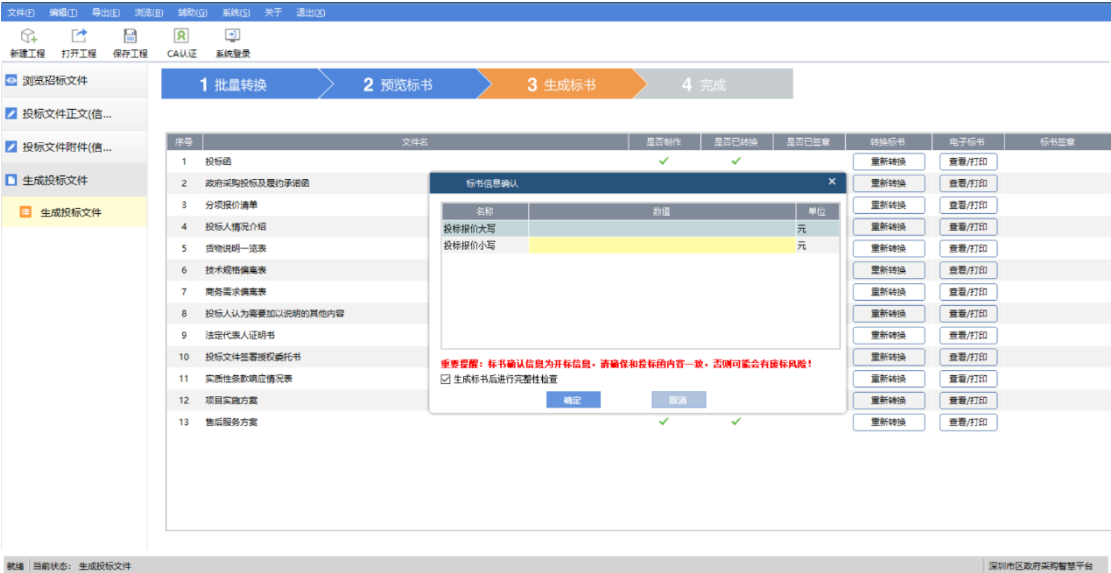 文件(F) 编辑(I) 导出(E) 浏览(B) 辅助(G) 系统(S) 关于 退出(X)
新建工程 打开工程 保存工程 CA认证 系统登录
浏览招标文件
投标文件正文(信...
投标文件附件(信...
生成投标文件
生成投标文件
1 批量转换 2 预览标书 3 生成标书 4 完成
序号 文件名 是否制作 是否已转换 是否已签章 转换标书 电子标书 标书签章
1 投标函 重新转换 查看/打印
2 政府采购投标及履约承诺函 重新转换 查看/打印
3 分项报价清单 重新转换 查看/打印
4 投标人情况介绍 重新转换 查看/打印
5 货物说明一览表 重新转换 查看/打印
6 技术规格偏离表 重新转换 查看/打印
7 商务需求偏离表 重新转换 查看/打印
8 投标人认为需要加以说明的其他内容 重新转换 查看/打印
9 法定代表人证明书 重新转换 查看/打印
10 投标文件签署授权委托书 重新转换 查看/打印
11 实质性条款响应情况表 重新转换 查看/打印
12 项目实施方案 重新转换 查看/打印
13 售后服务方案 重新转换 查看/打印
标书信息确认 ×
名称 数值 单位
投标报价大写 元
投标报价小写 元
重要提醒：标书确认信息为开标信息，请确保和投标函内容一致，否则可能会有废标风险！
生成标书后进行完整性检查
确定 取消
就绪 当前状态：生成投标文件 深圳市区政府采购智慧平台